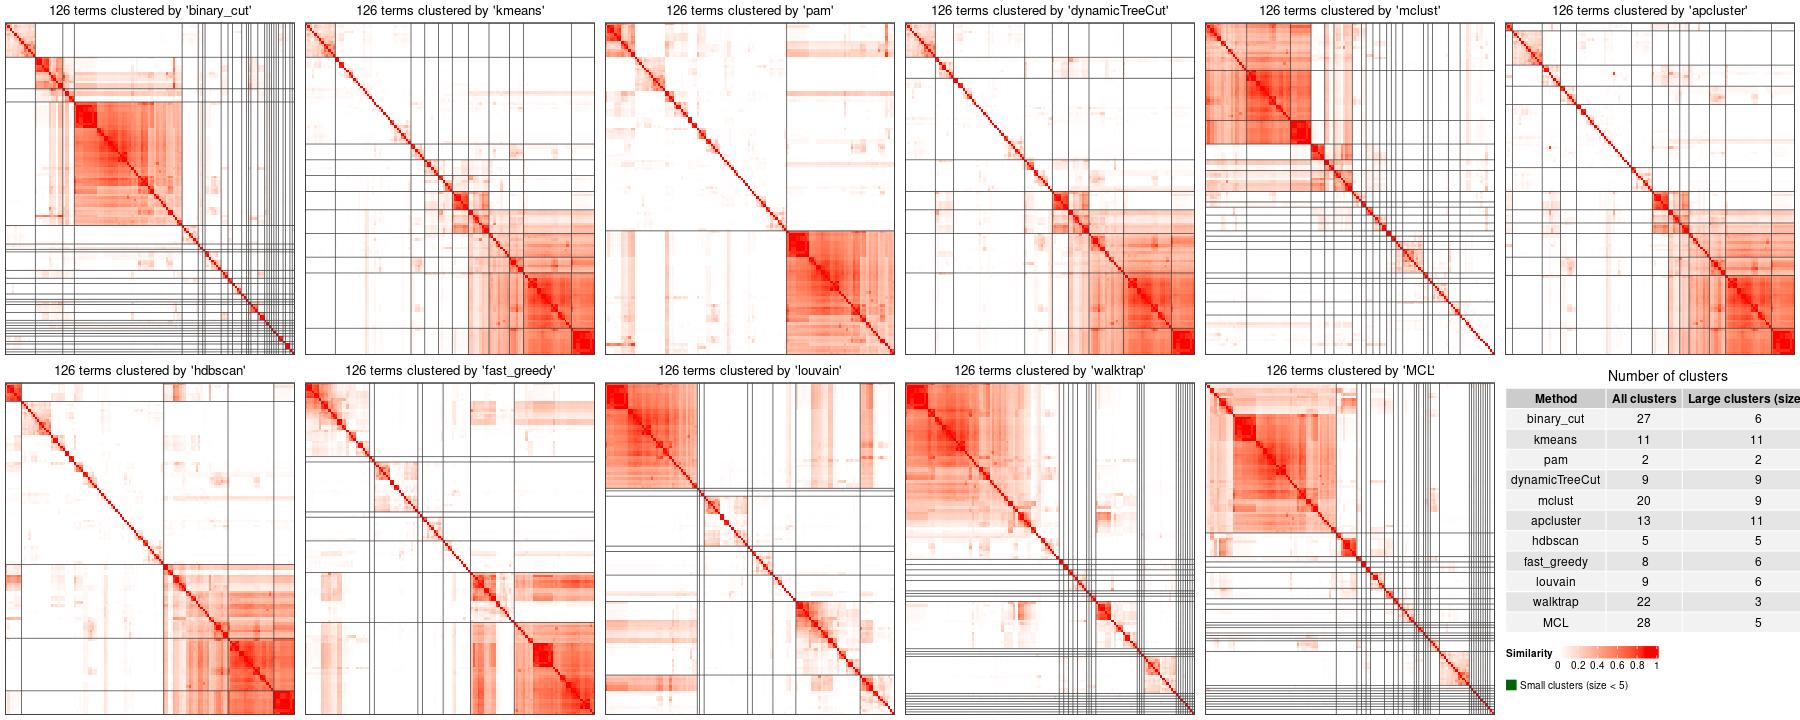 126 terms clustered by 'binary_cut'
126 terms clustered by 'kmeans'
126 terms clustered by 'pam'
126 terms clustered by 'dynamicTreeCut'
126 terms clustered by 'mclust'
126 terms clustered by 'apcluster'
126 terms clustered by 'hdbscan'
126 terms clustered by 'fast_greedy'
126 terms clustered by 'louvain'
126 terms clustered by 'walktrap'
126 terms clustered by 'MCL'
Number of clusters
Method All clusters Large clusters (size
binary_cut 27 6
kmeans 11 11
pam 2 2
dynamicTreeCut 9 9
mclust 20 9
apcluster 13 11
hdbscan 5 5
fast_greedy 8 6
louvain 9 6
walktrap 22 3
MCL 28 5
Similarity
0 0.2 0.4 0.6 0.8 1
Small clusters (size < 5)